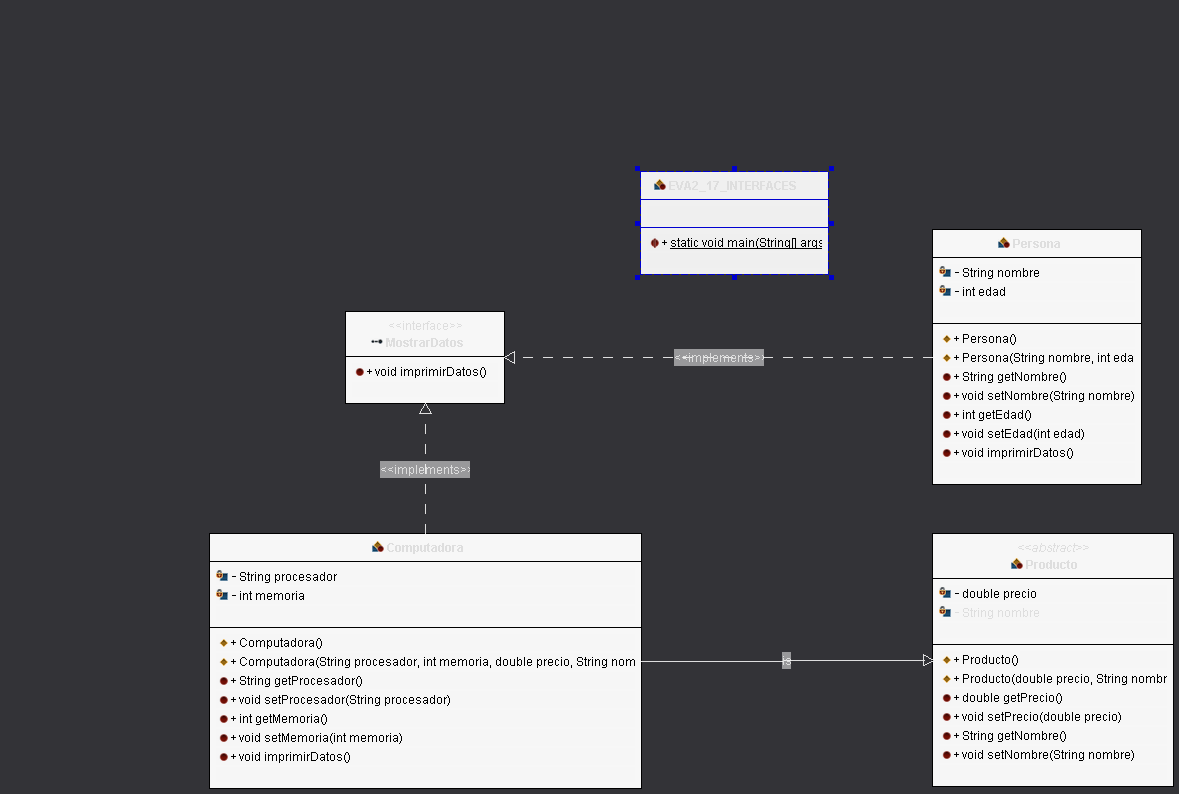 EVA2_17_INTERFACES
+ static void main(String[] args
Persona
- String nombre
- int edad
+ Persona()
+ Persona(String nombre, int eda
+ String getNombre()
+ void setNombre(String nombre)
+ int getEdad()
+ void setEdad(int edad)
+ void imprimirDatos()
<<interface>>
MostrarDatos
+ void imprimirDatos()
<<implements>>
<<implements>>
Computadora
- String procesador
- int memoria
+ Computadora()
+ Computadora(String procesador, int memoria, double precio, String nom
+ String getProcesador()
+ void setProcesador(String procesador)
+ int getMemoria()
+ void setMemoria(int memoria)
+ void imprimirDatos()
<<abstract>>
Producto
- double precio
- String nombre
+ Producto()
+ Producto(double precio, String nombr
+ double getPrecio()
+ void setPrecio(double precio)
+ String getNombre()
+ void setNombre(String nombre)